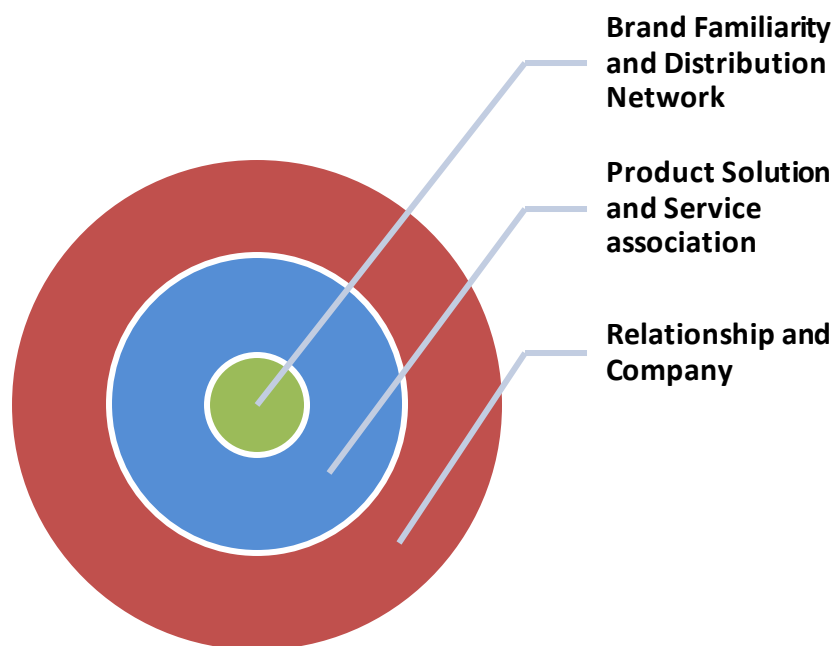 Brand Familiarity
and Distribution
Network
Product Solution
and Service
association
Relationship and
Company